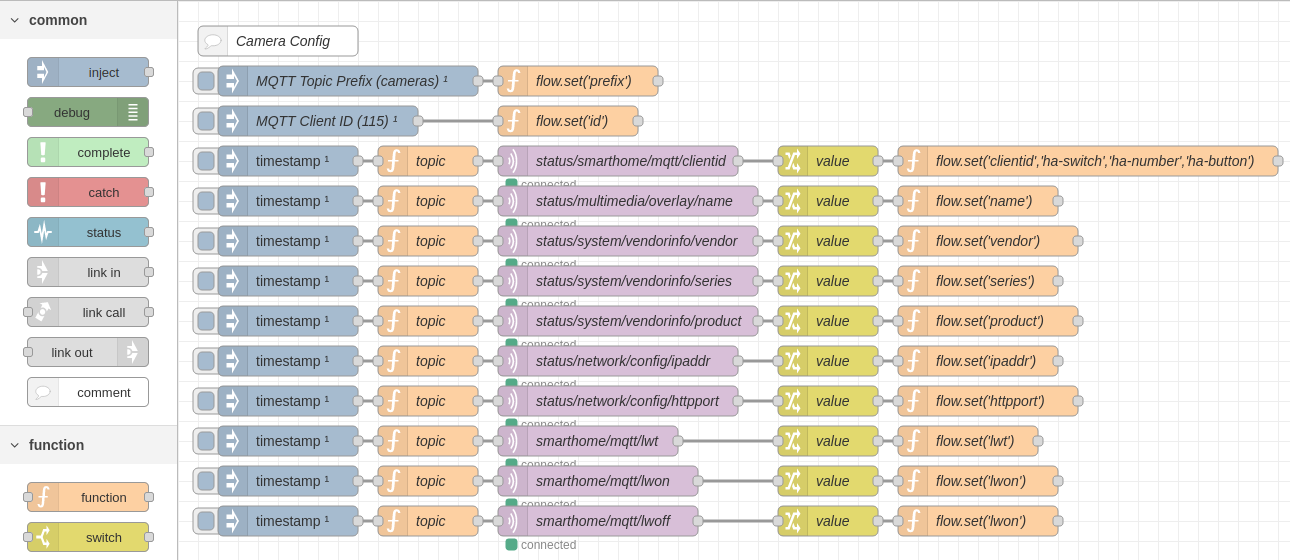 common
inject
debug
complete
catch
status
link in
link call
link out
comment
function
function
switch
Camera Config
MQTT Topic Prefix (cameras) ¹ flow.set('prefix')
MQTT Client ID (115) ¹ flow.set('id')
timestamp ¹ topic status/smarthome/mqtt/clientid value flow.set('clientid','ha-switch','ha-number','ha-button')
connected
timestamp ¹ topic status/multimedia/overlay/name value flow.set('name')
connected
timestamp ¹ topic status/system/vendorinfo/vendor value flow.set('vendor')
connected
timestamp ¹ topic status/system/vendorinfo/series value flow.set('series')
connected
timestamp ¹ topic status/system/vendorinfo/product value flow.set('product')
connected
timestamp ¹ topic status/network/config/ipaddr value flow.set('ipaddr')
connected
timestamp ¹ topic status/network/config/httpport value flow.set('httpport')
connected
timestamp ¹ topic smarthome/mqtt/lwt value flow.set('lwt')
connected
timestamp ¹ topic smarthome/mqtt/lwon value flow.set('lwon')
connected
timestamp ¹ topic smarthome/mqtt/lwoff value flow.set('lwon')
connected